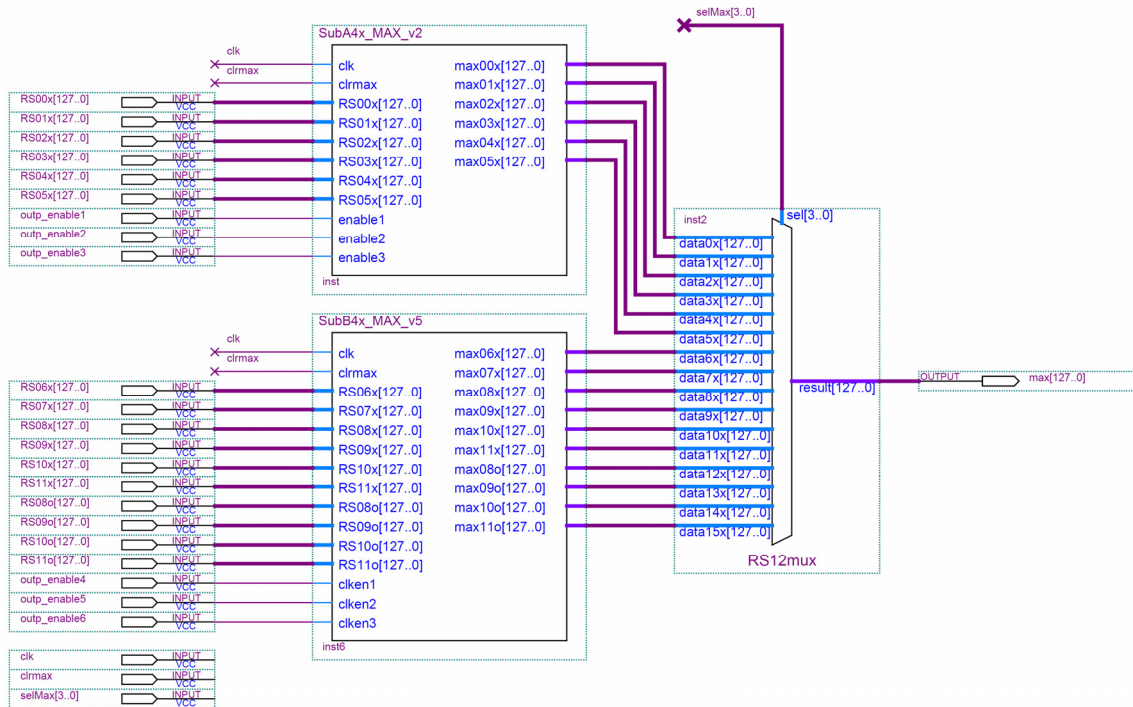 selMax[3..0]
SubA4x_MAX_v2
clk
clrmax
clk
clrmax
RS00x[127..0]
RS01x[127..0]
RS02x[127..0]
RS03x[127..0]
RS04x[127..0]
RS05x[127..0]
enable1
enable2
enable3
max00x[127..0]
max01x[127..0]
max02x[127..0]
max03x[127..0]
max04x[127..0]
max05x[127..0]
inst
RS00x[127..0] INPUT VCC
RS01x[127..0] INPUT VCC
RS02x[127..0] INPUT VCC
RS03x[127..0] INPUT VCC
RS04x[127..0] INPUT VCC
RS05x[127..0] INPUT VCC
outp_enable1 INPUT VCC
outp_enable2 INPUT VCC
outp_enable3 INPUT VCC
SubB4x_MAX_v5
clk
clrmax
clk
clrmax
RS06x[127..0]
RS07x[127..0]
RS08x[127..0]
RS09x[127..0]
RS10x[127..0]
RS11x[127..0]
RS08o[127..0]
RS09o[127..0]
RS10o[127..0]
RS11o[127..0]
clken1
clken2
clken3
max06x[127..0]
max07x[127..0]
max08x[127..0]
max09x[127..0]
max10x[127..0]
max11x[127..0]
max08o[127..0]
max09o[127..0]
max10o[127..0]
max11o[127..0]
inst6
RS06x[127..0] INPUT VCC
RS07x[127..0] INPUT VCC
RS08x[127..0] INPUT VCC
RS09x[127..0] INPUT VCC
RS10x[127..0] INPUT VCC
RS11x[127..0] INPUT VCC
RS08o[127..0] INPUT VCC
RS09o[127..0] INPUT VCC
RS10o[127..0] INPUT VCC
RS11o[127..0] INPUT VCC
outp_enable4 INPUT VCC
outp_enable5 INPUT VCC
outp_enable6 INPUT VCC
clk INPUT VCC
clrmax INPUT VCC
selMax[3..0] INPUT VCC
inst2
sel[3..0]
data0x[127..0]
data1x[127..0]
data2x[127..0]
data3x[127..0]
data4x[127..0]
data5x[127..0]
data6x[127..0]
data7x[127..0]
data8x[127..0]
data9x[127..0]
data10x[127..0]
data11x[127..0]
data12x[127..0]
data13x[127..0]
data14x[127..0]
data15x[127..0]
result[127..0]
RS12mux
OUTPUT
max[127..0]